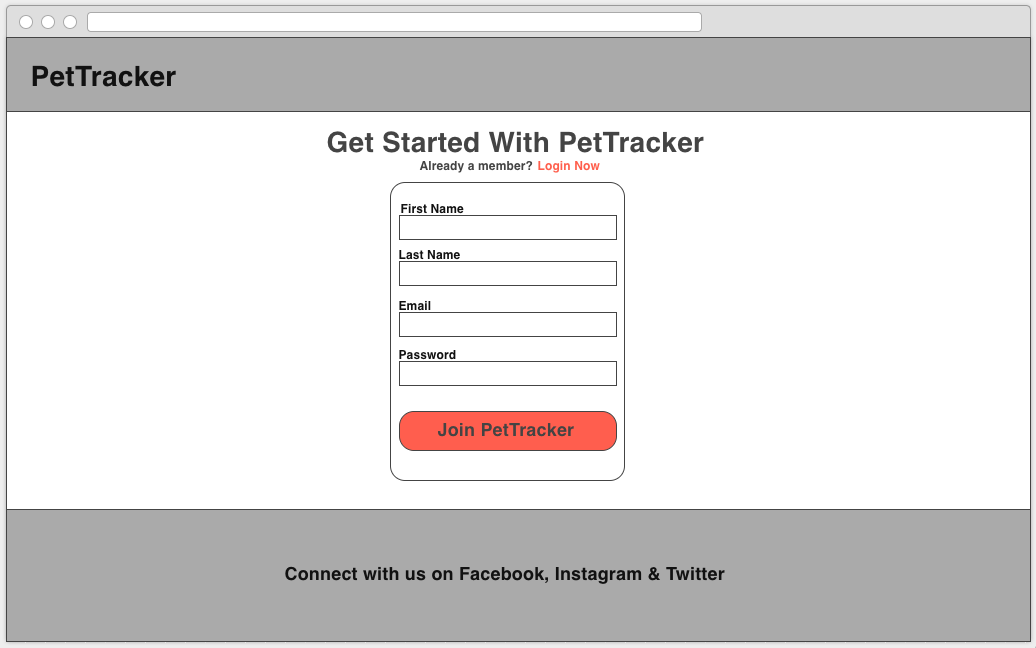 PetTracker
Get Started With PetTracker
Already a member? Login Now
First Name
Last Name
Email
Password
Join PetTracker
Connect with us on Facebook, Instagram & Twitter